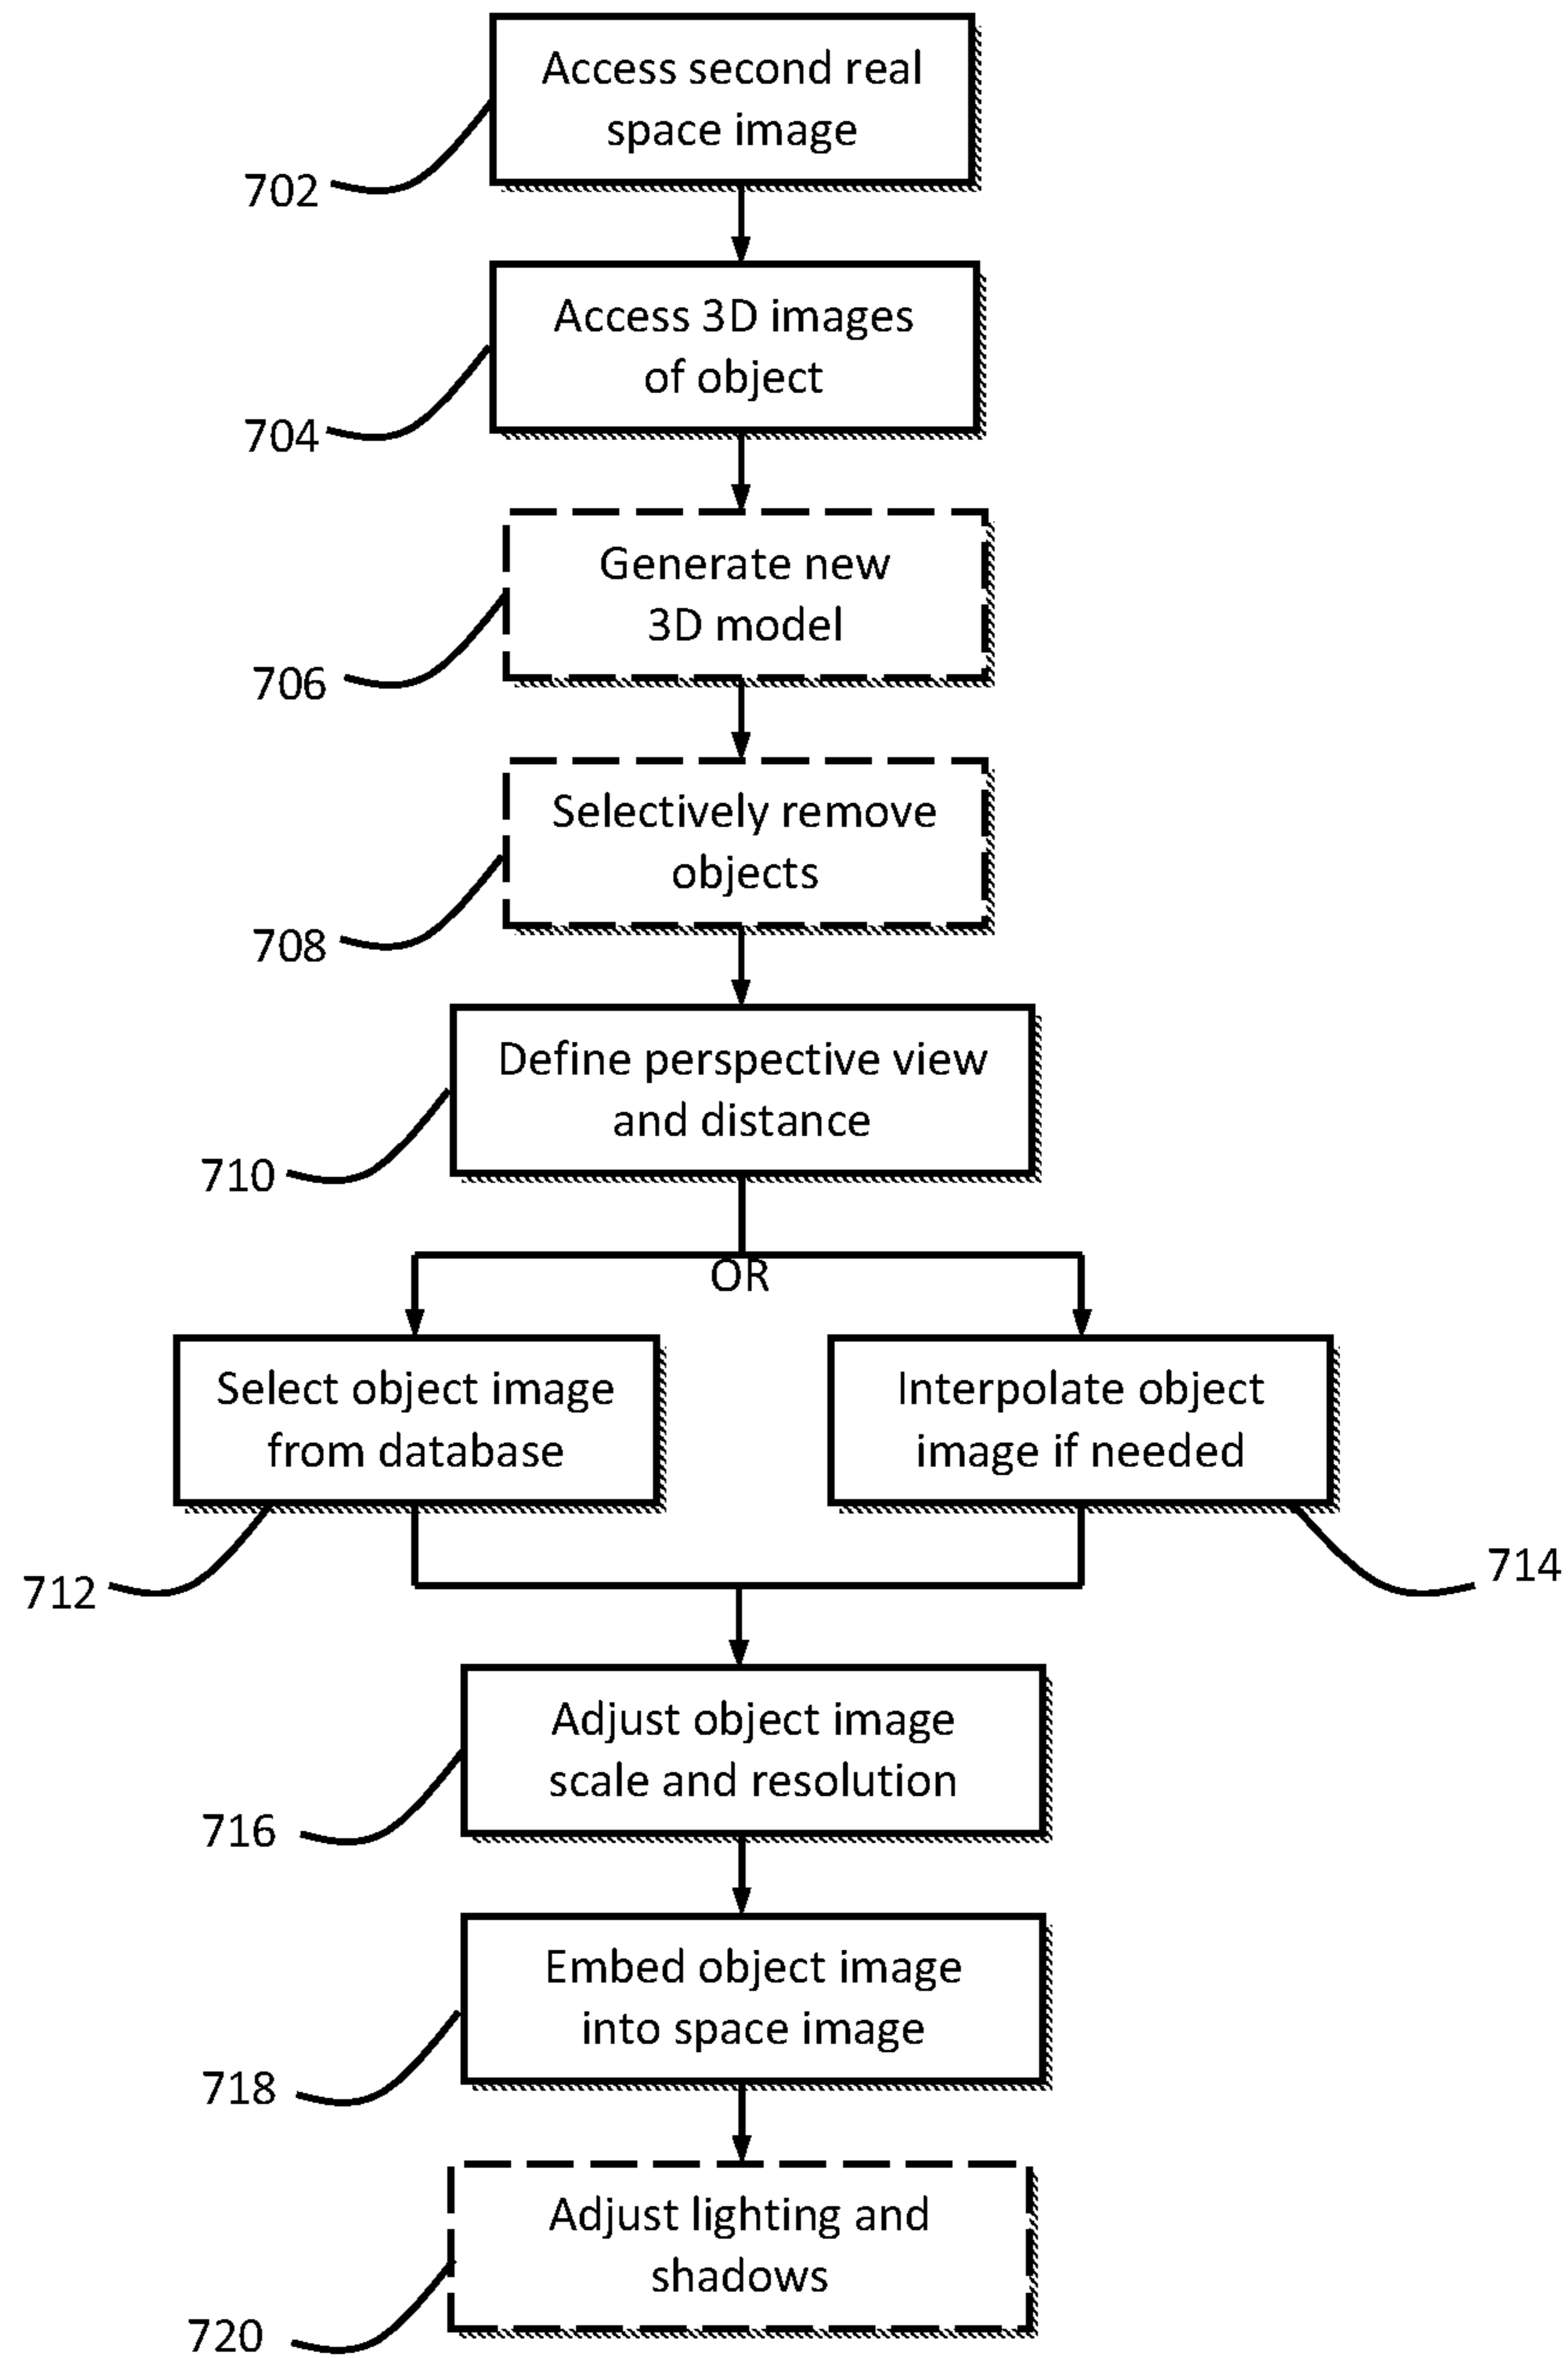 Access second real
space image
702
Access 3D images
of object
704
Generate new
3D model
706
Selectively remove
objects
708
Define perspective view
and distance
710
OR
Select object image
from database
712
Interpolate object
image if needed
714
Adjust object image
scale and resolution
716
Embed object image
into space image
718
Adjust lighting and
shadows
720